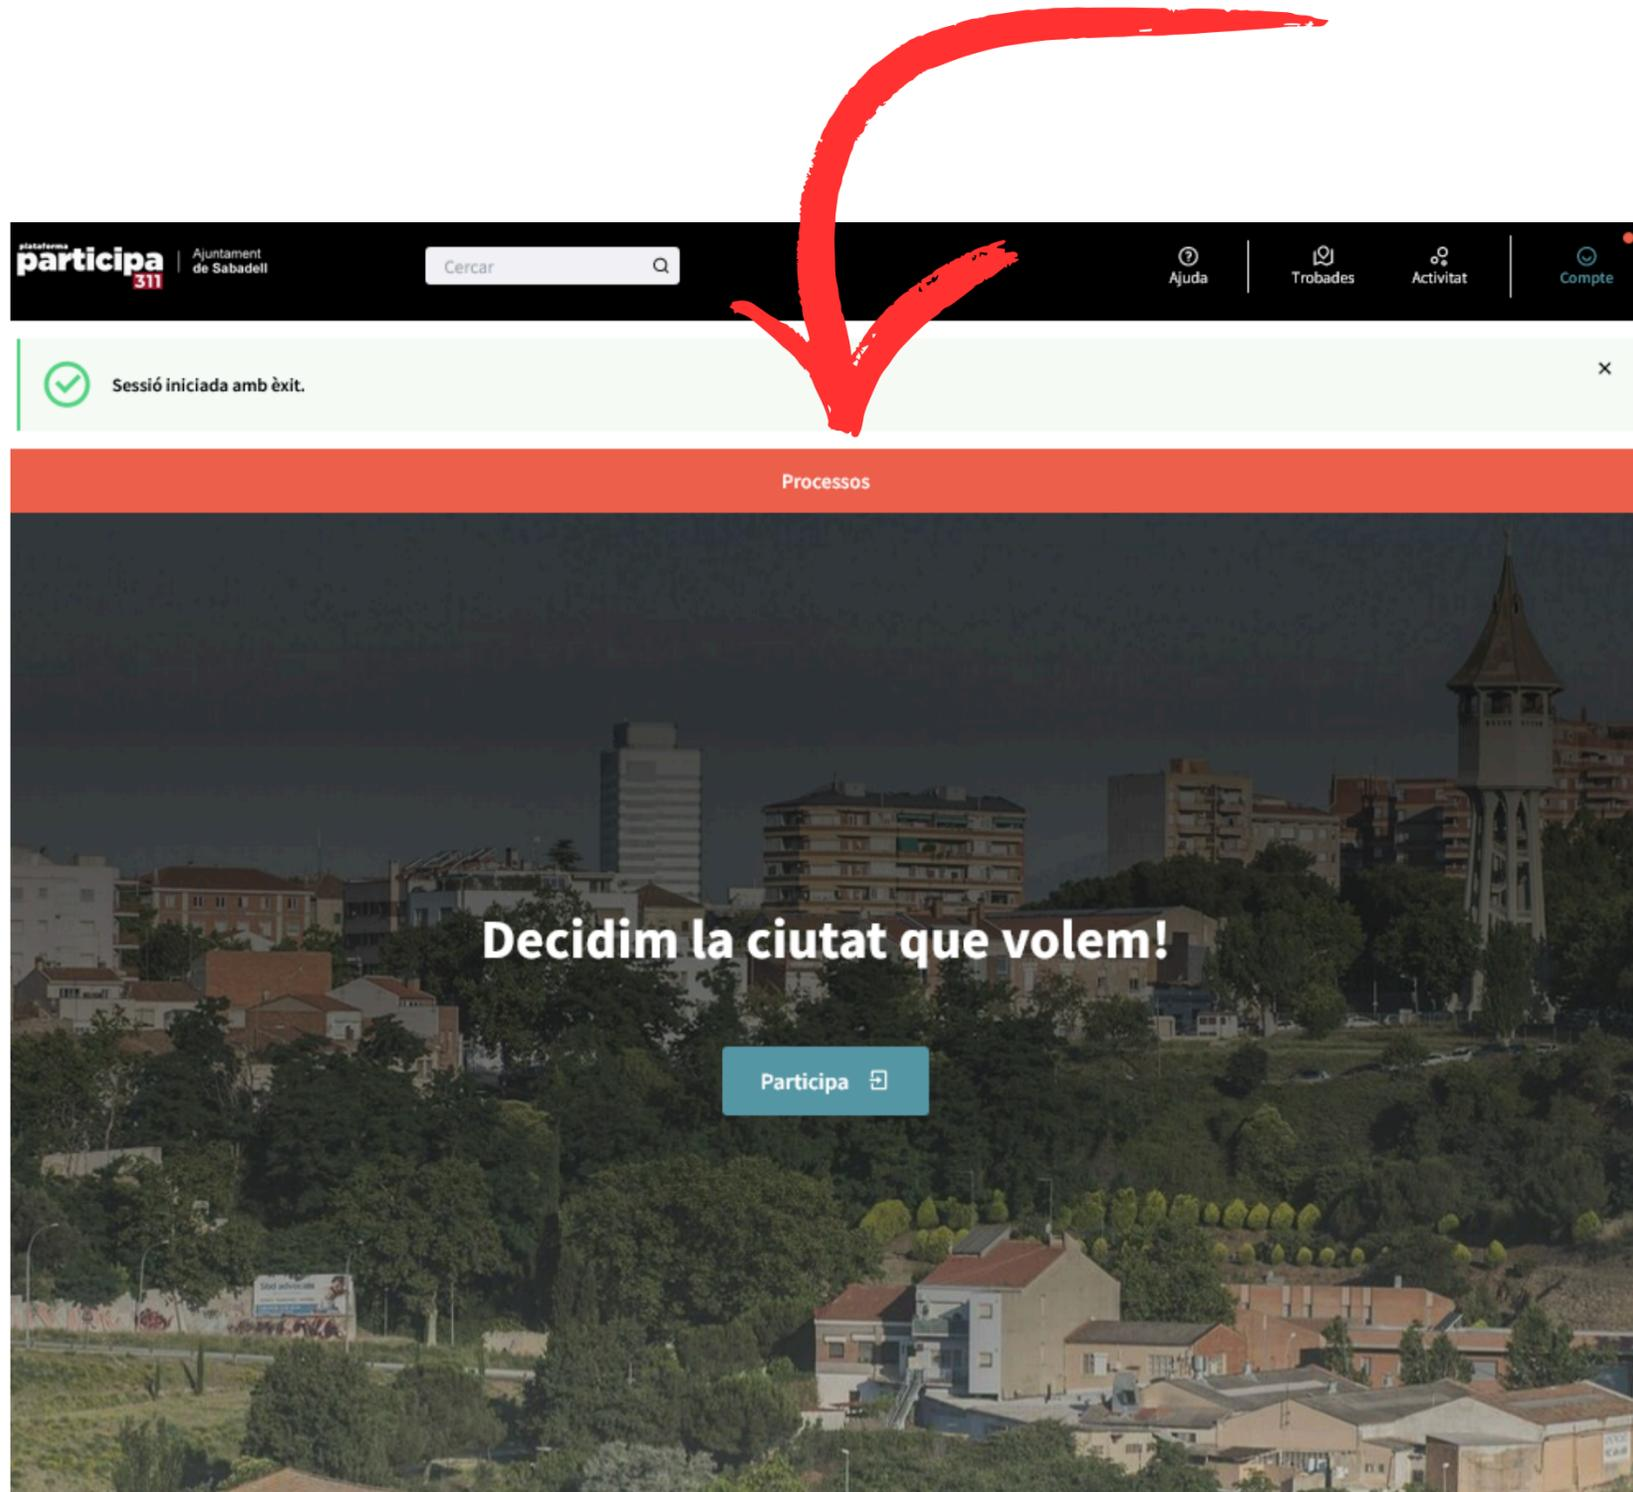 plataforma
participa
311
Ajuntament
de Sabadell
Cercar
Ajuda
Trobades
Activitat
Compte
Sessió iniciada amb èxit.
Processos
Decidim la ciutat que volem!
Participa